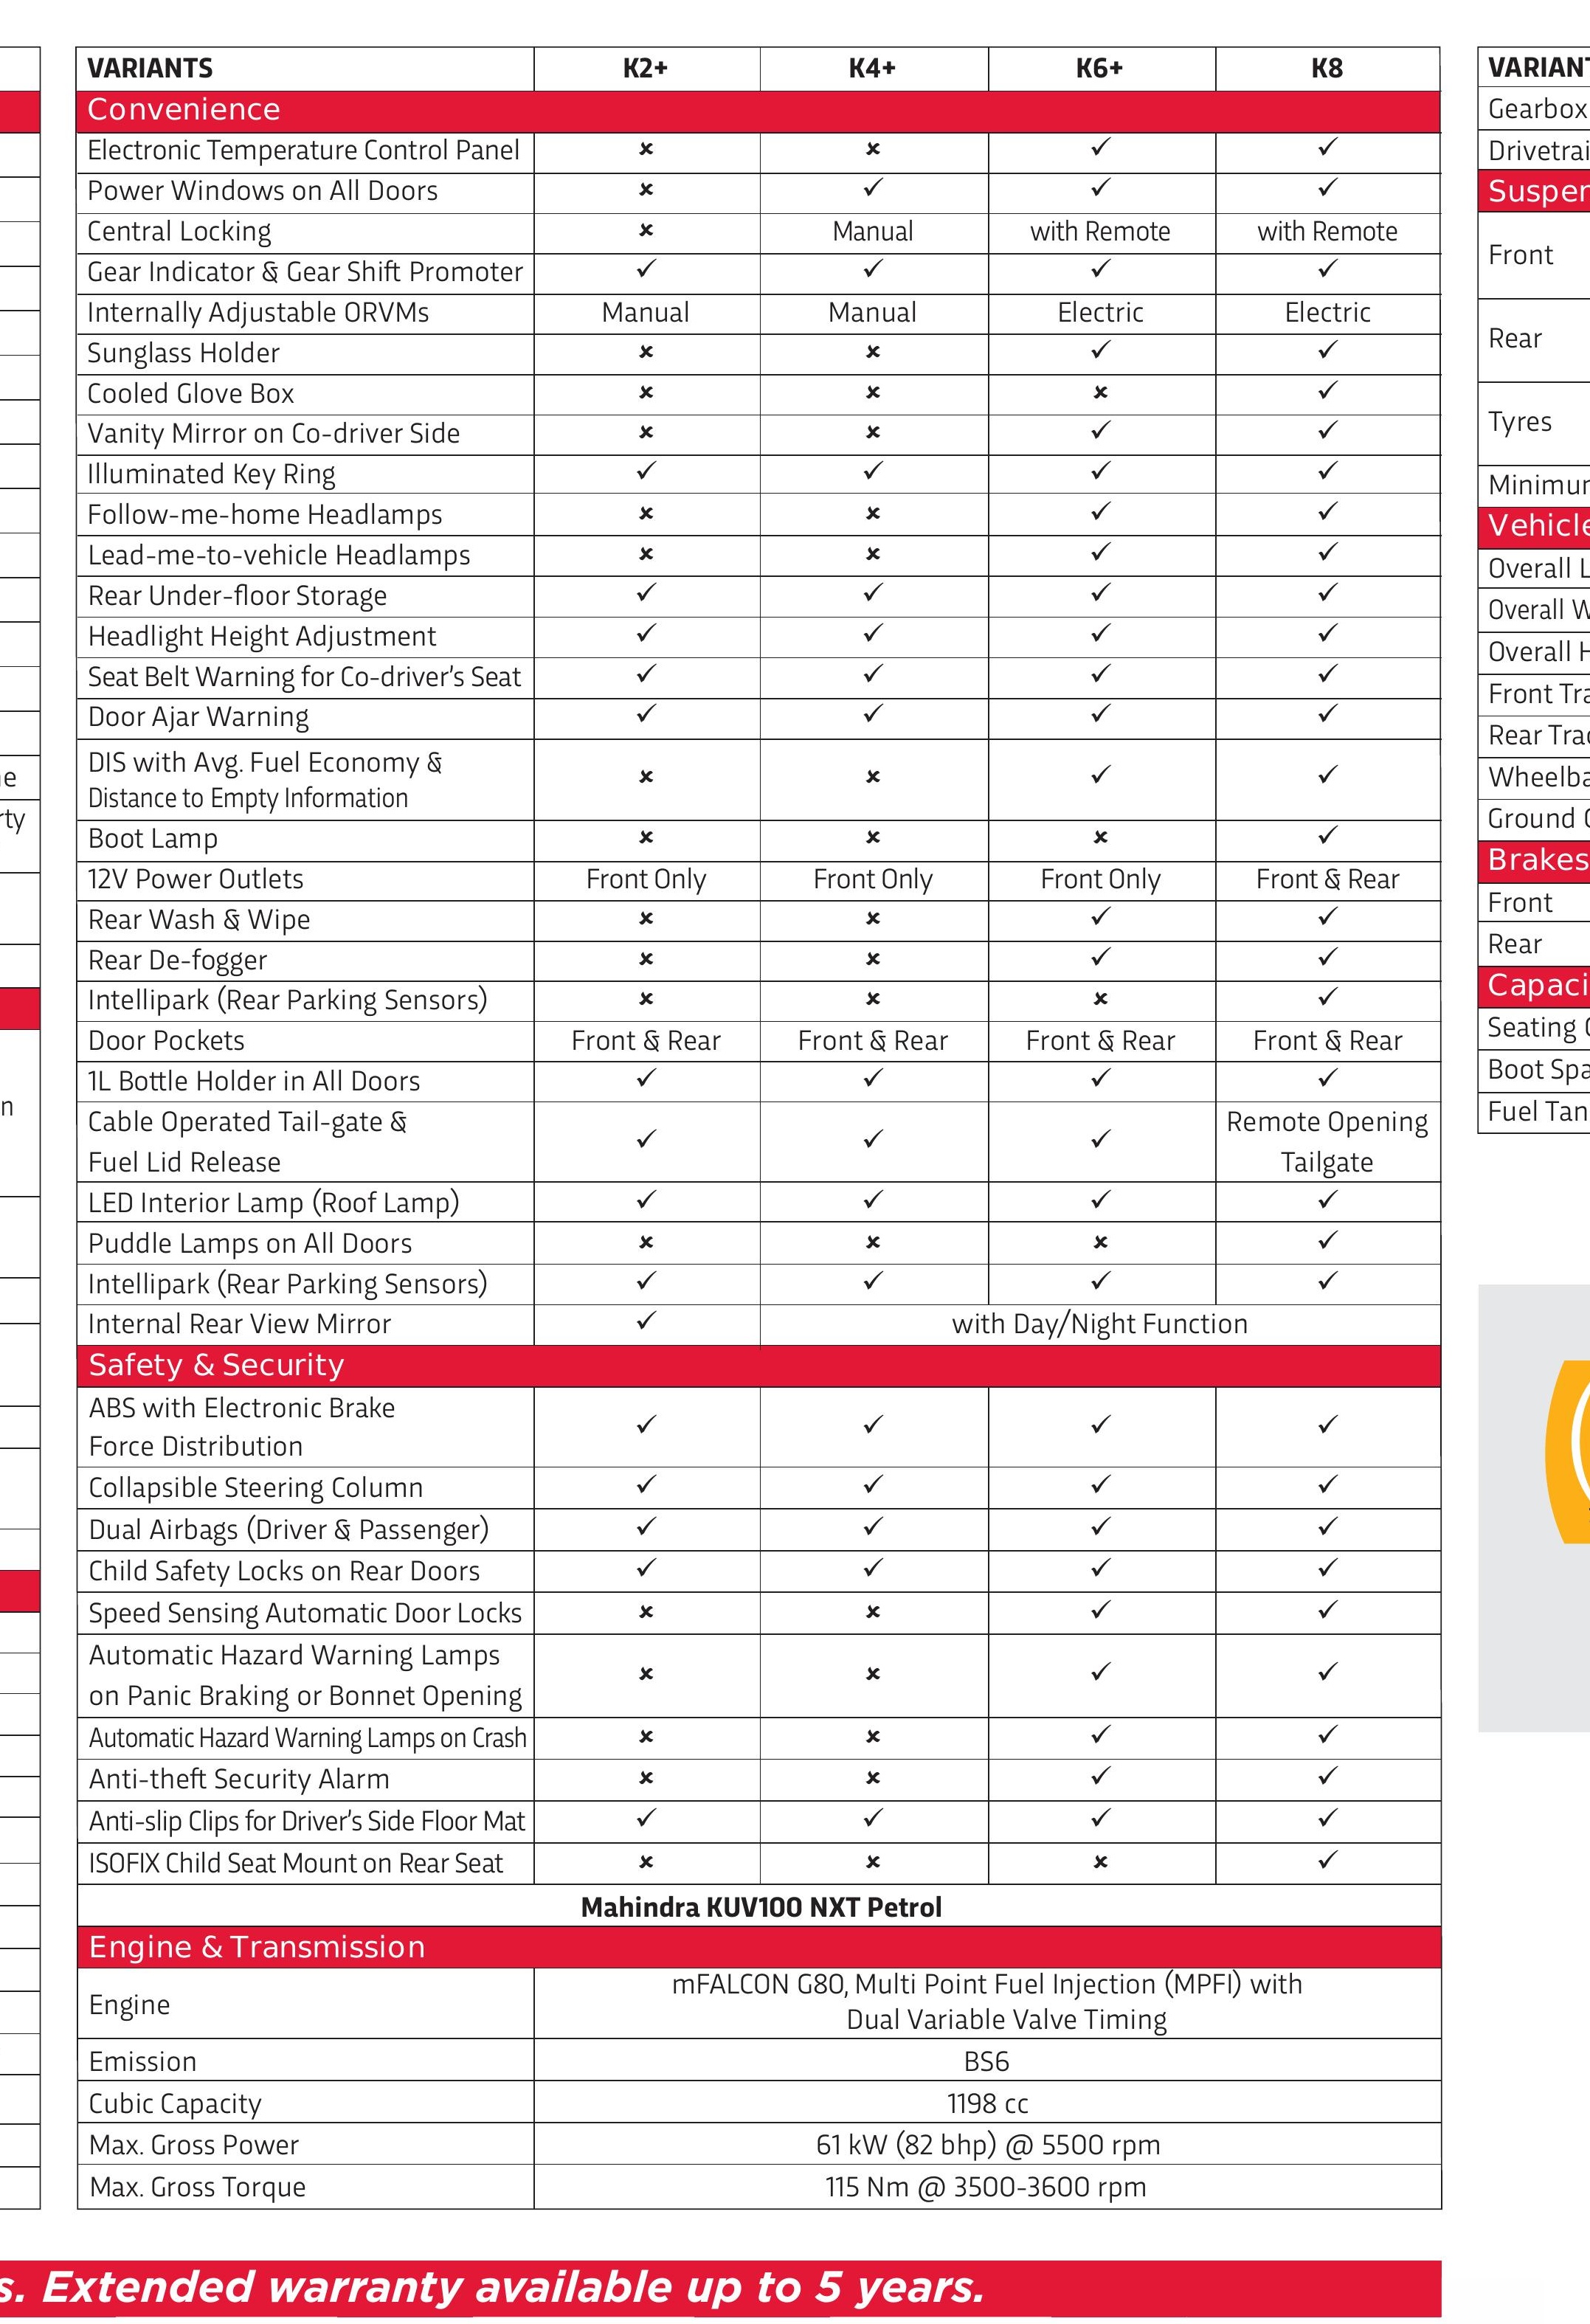 VARIANTS K2+ K4+ K6+ K8
Convenience
Electronic Temperature Control Panel ✗ ✗ ✓ ✓
Power Windows on All Doors ✗ ✓ ✓ ✓
Central Locking ✗ Manual with Remote with Remote
Gear Indicator & Gear Shift Promoter ✓ ✓ ✓ ✓
Internally Adjustable ORVMs Manual Manual Electric Electric
Sunglass Holder ✗ ✗ ✓ ✓
Cooled Glove Box ✗ ✗ ✗ ✓
Vanity Mirror on Co-driver Side ✗ ✗ ✓ ✓
Illuminated Key Ring ✓ ✓ ✓ ✓
Follow-me-home Headlamps ✗ ✗ ✓ ✓
Lead-me-to-vehicle Headlamps ✗ ✗ ✓ ✓
Rear Under-floor Storage ✓ ✓ ✓ ✓
Headlight Height Adjustment ✓ ✓ ✓ ✓
Seat Belt Warning for Co-driver's Seat ✓ ✓ ✓ ✓
Door Ajar Warning ✓ ✓ ✓ ✓
DIS with Avg. Fuel Economy &
Distance to Empty Information ✗ ✗ ✓ ✓
Boot Lamp ✗ ✗ ✗ ✓
12V Power Outlets Front Only Front Only Front Only Front & Rear
Rear Wash & Wipe ✗ ✗ ✓ ✓
Rear De-fogger ✗ ✗ ✓ ✓
Intellipark (Rear Parking Sensors) ✗ ✗ ✗ ✓
Door Pockets Front & Rear Front & Rear Front & Rear Front & Rear
1L Bottle Holder in All Doors ✓ ✓ ✓ ✓
Cable Operated Tail-gate & Remote Opening
Fuel Lid Release ✓ ✓ ✓ Tailgate
LED Interior Lamp (Roof Lamp) ✓ ✓ ✓ ✓
Puddle Lamps on All Doors ✗ ✗ ✗ ✓
Intellipark (Rear Parking Sensors) ✓ ✓ ✓ ✓
Internal Rear View Mirror ✓ with Day/Night Function
Safety & Security
ABS with Electronic Brake
Force Distribution ✓ ✓ ✓ ✓
Collapsible Steering Column ✓ ✓ ✓ ✓
Dual Airbags (Driver & Passenger) ✓ ✓ ✓ ✓
Child Safety Locks on Rear Doors ✓ ✓ ✓ ✓
Speed Sensing Automatic Door Locks ✗ ✗ ✓ ✓
Automatic Hazard Warning Lamps
on Panic Braking or Bonnet Opening ✗ ✗ ✓ ✓
Automatic Hazard Warning Lamps on Crash ✗ ✗ ✓ ✓
Anti-theft Security Alarm ✗ ✗ ✓ ✓
Anti-slip Clips for Driver's Side Floor Mat ✓ ✓ ✓ ✓
ISOFIX Child Seat Mount on Rear Seat ✗ ✗ ✗ ✓
Mahindra KUV100 NXT Petrol
Engine & Transmission
Engine mFALCON G80, Multi Point Fuel Injection (MPFI) with
Dual Variable Valve Timing
Emission BS6
Cubic Capacity 1198 cc
Max. Gross Power 61 kW (82 bhp) @ 5500 rpm
Max. Gross Torque 115 Nm @ 3500-3600 rpm
Extended warranty available up to 5 years.
Gearbox
Front
Rear
Tyres
Overall
Overall
Overall
Front
Rear
Ground
Brakes
Front
Rear
Seating
Boot
Fuel